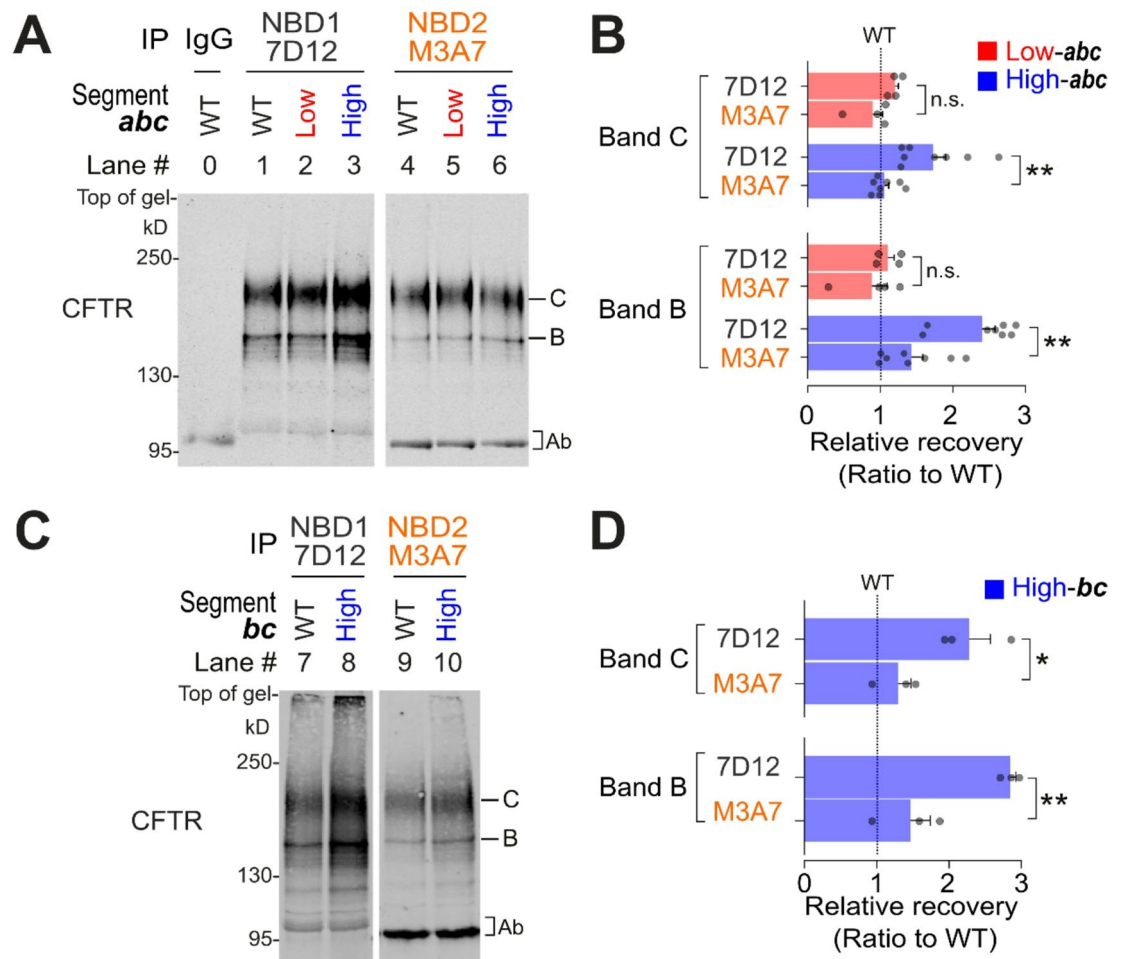 A
IP IgG NBD1 NBD2
7D12 M3A7
Segment
abc WT WT Low High WT Low High
Lane # 0 1 2 3 4 5 6
Top of gel-
kD
250-
CFTR
C
B
130-
95-
Ab
B
WT
Low-abc
High-abc
Band C
7D12
M3A7
n.s.
7D12
M3A7
**
Band B
7D12
M3A7
n.s.
7D12
M3A7
**
0 1 2 3
Relative recovery
(Ratio to WT)
C
IP NBD1 NBD2
7D12 M3A7
Segment
bc WT High WT High
Lane # 7 8 9 10
Top of gel-
kD
250-
CFTR
C
B
130-
95-
Ab
D
WT
High-bc
Band C
7D12
M3A7
*
Band B
7D12
M3A7
**
0 1 2 3
Relative recovery
(Ratio to WT)